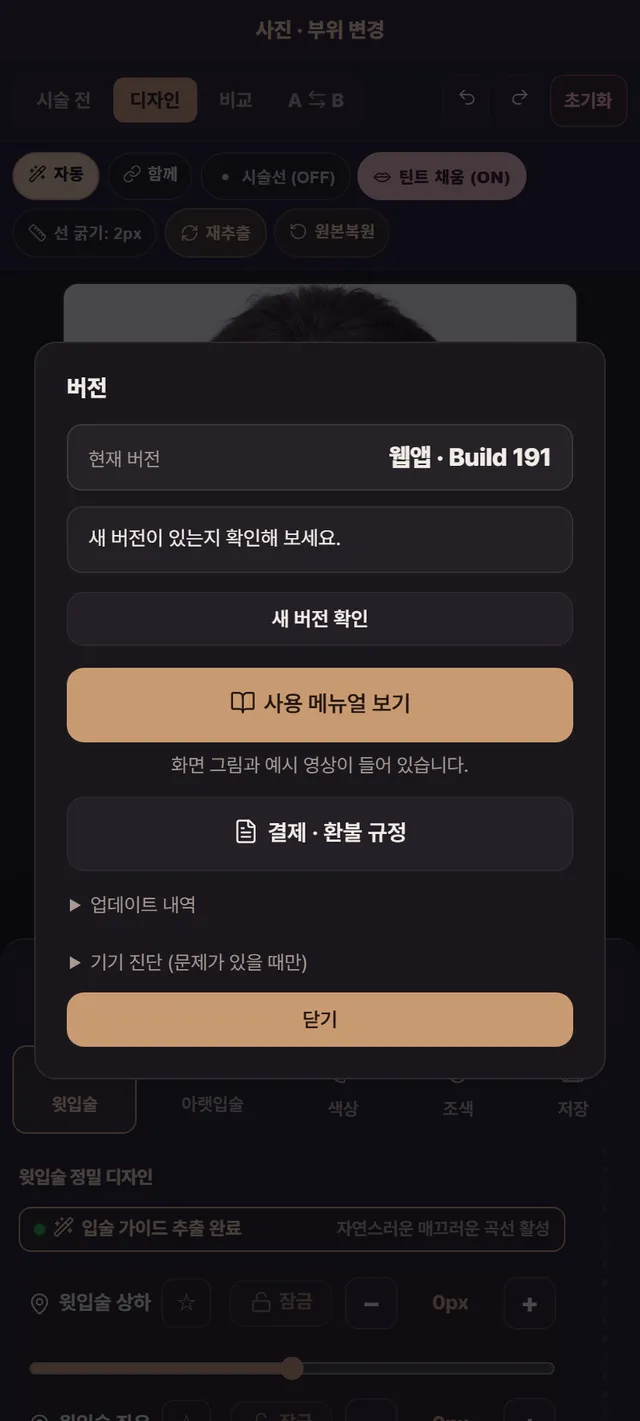 사진 · 부위 변경
시술 전 디자인 비교 A ⇆ B 초기화
자동 함께 시술선 (OFF) 틴트 채움 (ON)
선 굵기: 2px 재추출 원본복원
버전
현재 버전 웹앱 · Build 191
새 버전이 있는지 확인해 보세요.
새 버전 확인
사용 메뉴얼 보기
화면 그림과 예시 영상이 들어 있습니다.
결제 · 환불 규정
▶ 업데이트 내역
▶ 기기 진단 (문제가 있을 때만)
닫기
윗입술 아랫입술 색상 조색 저장
윗입술 정밀 디자인
입술 가이드 추출 완료 자연스러운 매끄러운 곡선 활성
윗입술 상하 ☆ 잠금 − 0px +